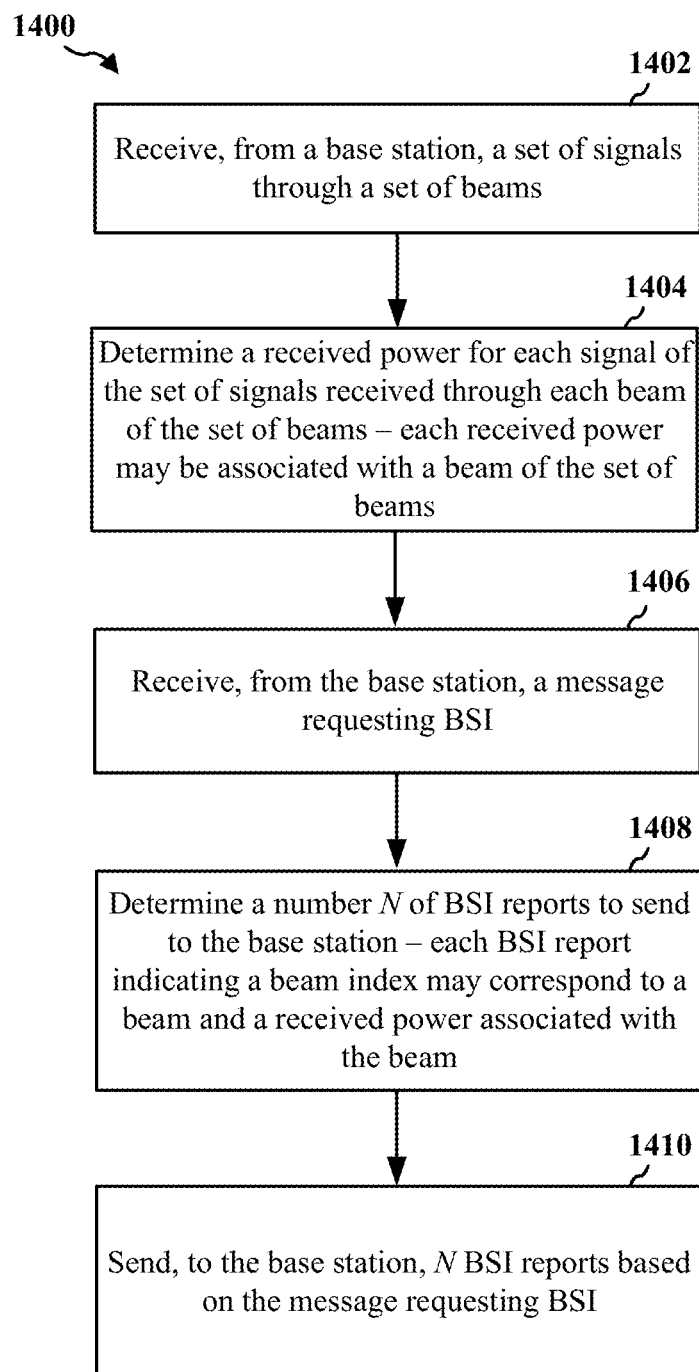 1400
1402
Receive, from a base station, a set of signals
through a set of beams
1404
Determine a received power for each signal of
the set of signals received through each beam
of the set of beams – each received power
may be associated with a beam of the set of
beams
1406
Receive, from the base station, a message
requesting BSI
1408
Determine a number N of BSI reports to send
to the base station – each BSI report
indicating a beam index may correspond to a
beam and a received power associated with
the beam
1410
Send, to the base station, N BSI reports based
on the message requesting BSI